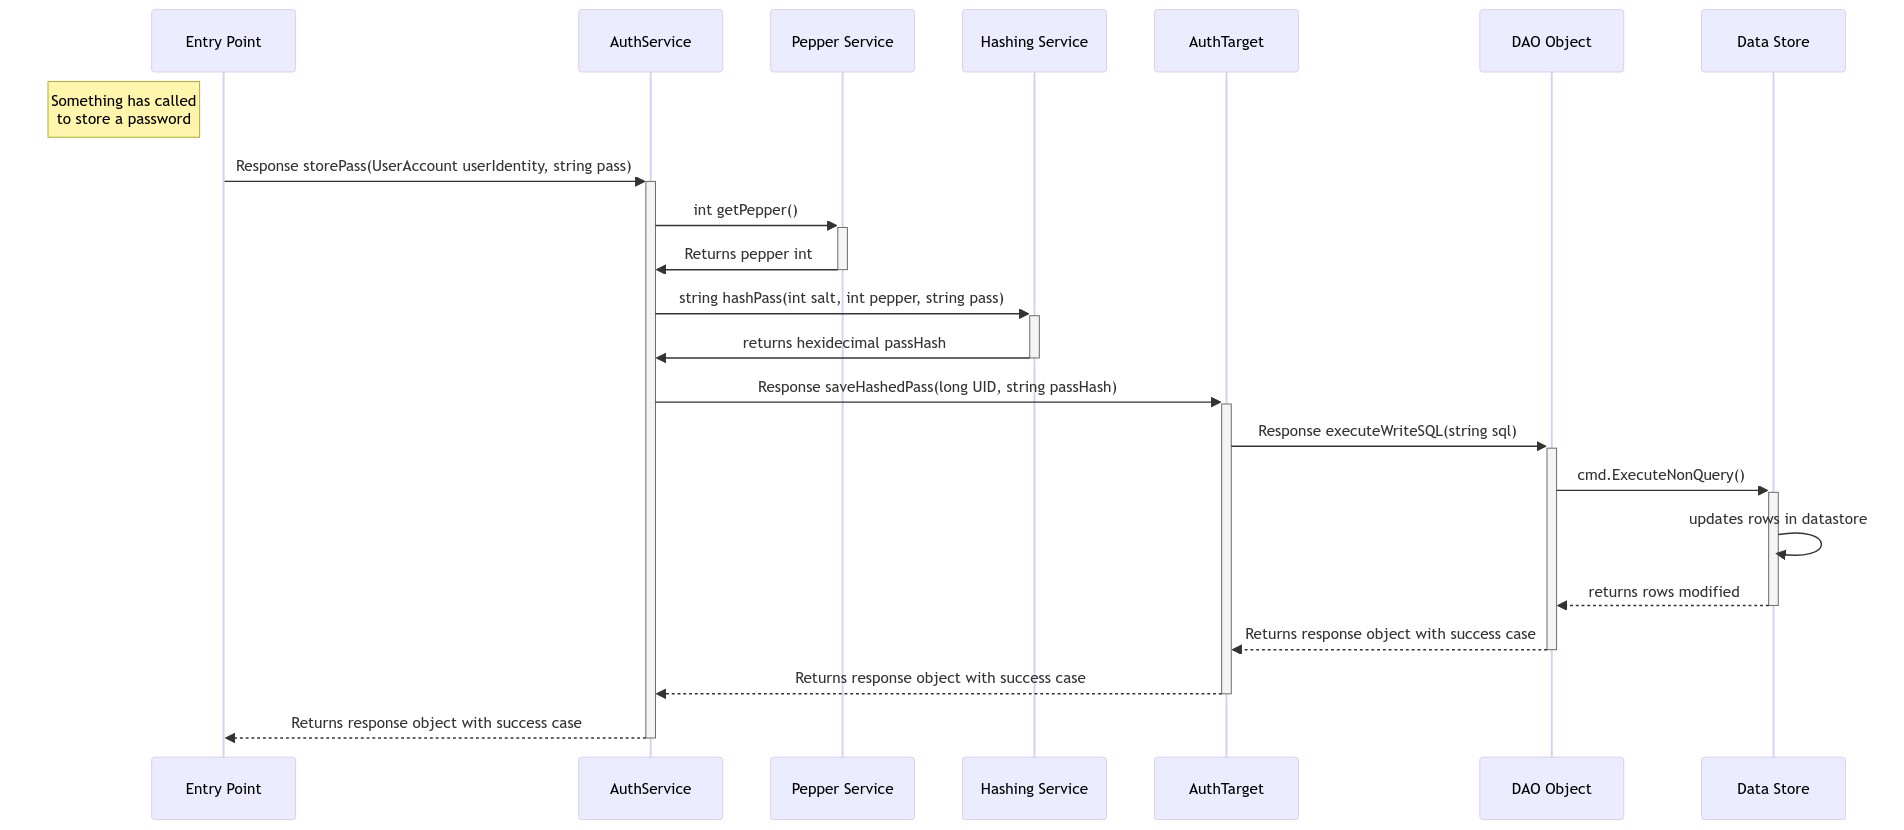 Entry Point
AuthService
Pepper Service
Hashing Service
AuthTarget
DAO Object
Data Store
Something has called
to store a password
Response storePass(UserAccount userIdentity, string pass)
int getPepper()
Returns pepper int
string hashPass(int salt, int pepper, string pass)
returns hexidecimal passHash
Response saveHashedPass(long UID, string passHash)
Response executeWriteSQL(string sql)
cmd.ExecuteNonQuery()
updates rows in datastore
returns rows modified
Returns response object with success case
Returns response object with success case
Returns response object with success case
Entry Point
AuthService
Pepper Service
Hashing Service
AuthTarget
DAO Object
Data Store